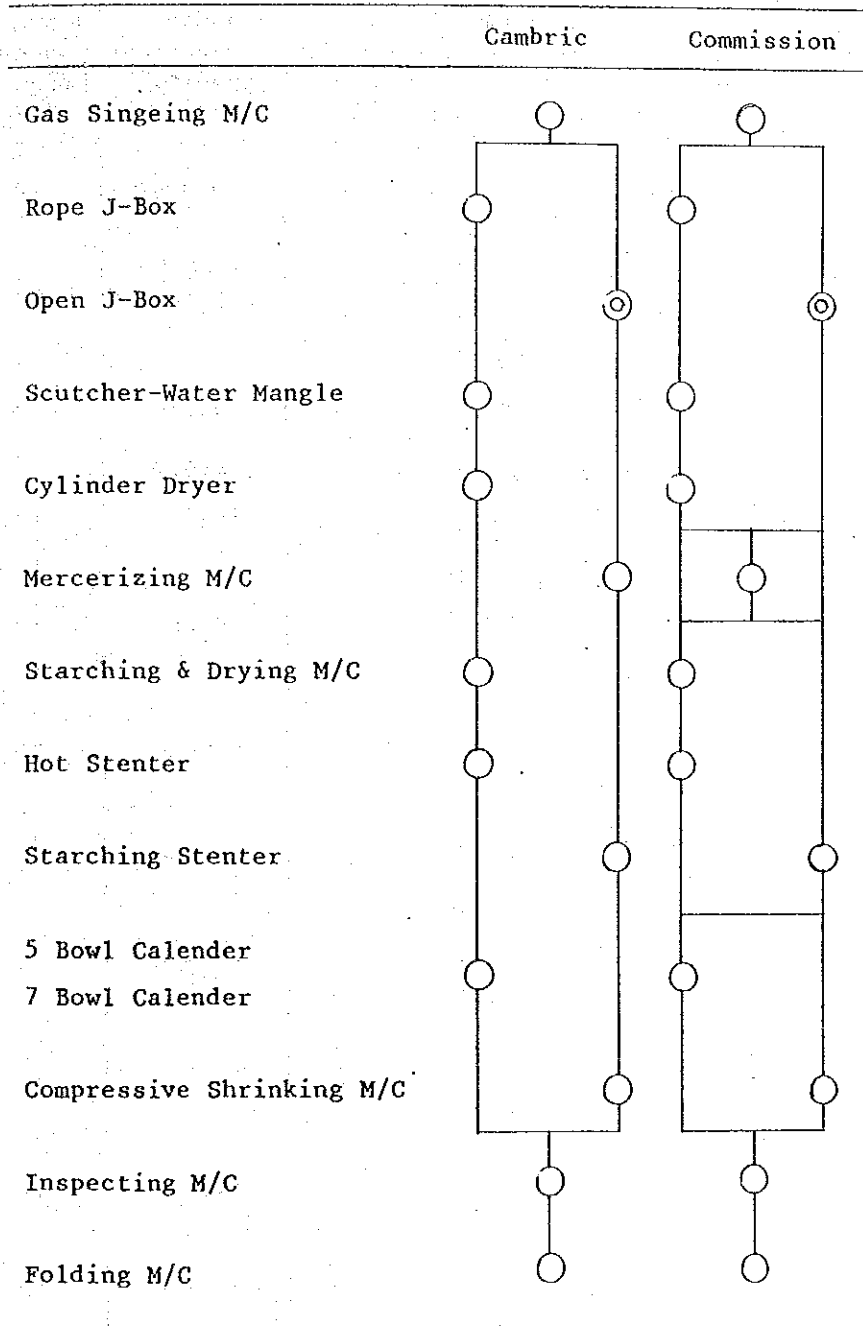 Cambric Commission
Gas Singeing M/C
Rope J-Box
Open J-Box
Scutcher-Water Mangle
Cylinder Dryer
Mercerizing M/C
Starching & Drying M/C
Hot Stenter
Starching Stenter
5 Bowl Calender
7 Bowl Calender
Compressive Shrinking M/C
Inspecting M/C
Folding M/C